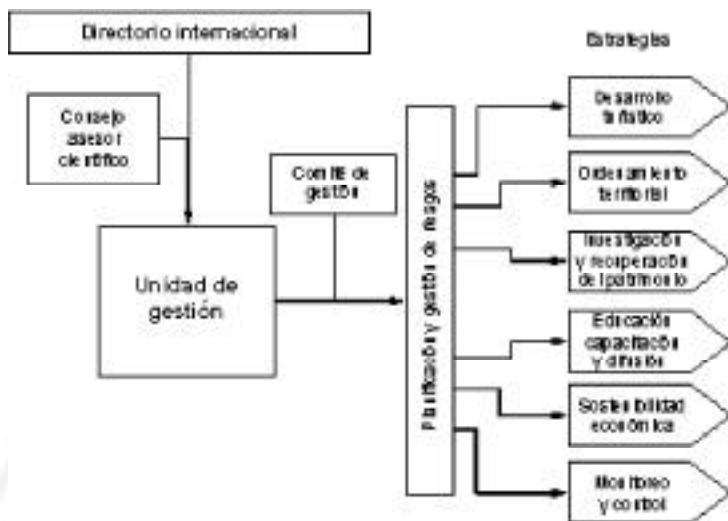 Directorio internacional
Estrategias
Consejo
asesor
científico
Comité de
gestión
Unidad de
gestión
Planificación y gestión de riesgos
Desarrollo
turístico
Ordenamiento
territorial
Investigación
y recuperación
del patrimonio
Educación
capacitación
y difusión
Sostenibilidad
económica
Monitoreo
y control